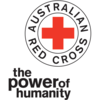 AUSTRALIAN
RED CROSS
the
power of
humanity